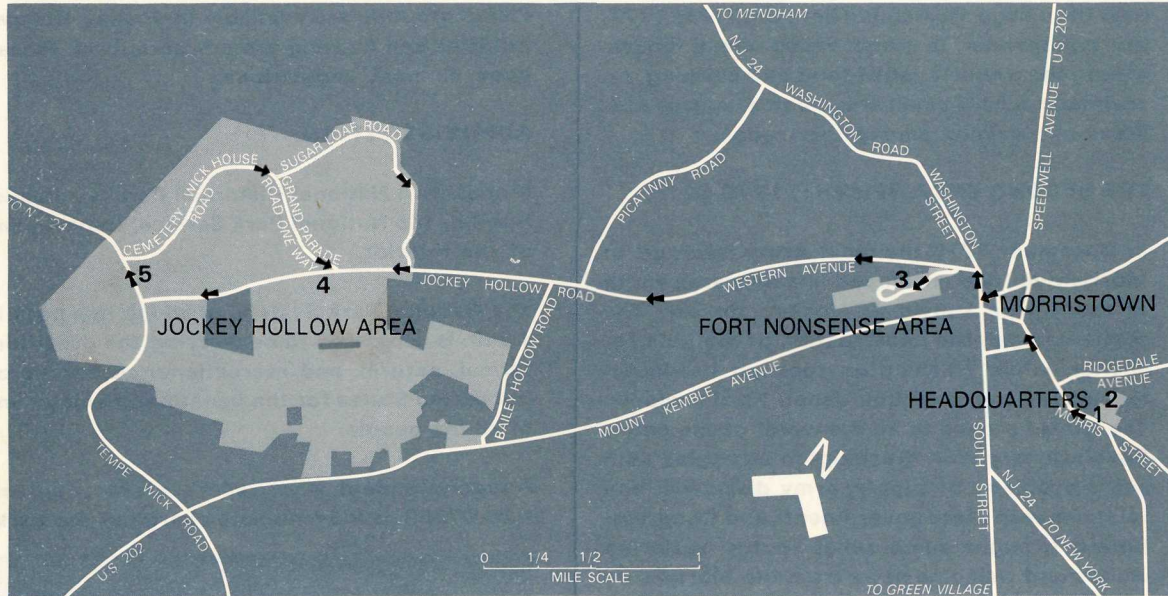 TO MENDHAM
N J 24
WASHINGTON
ROAD
WASHINGTON
STREET
SPEEDWELL AVENUE US 202
PICATINNY ROAD
SUGAR LOAF ROAD
CEMETERY WICK HOUSE
ROAD
GRAND PARADE
ROAD ONE WAY
TO N.J. 24
5
4
JOCKEY HOLLOW ROAD
WESTERN AVENUE
3
JOCKEY HOLLOW AREA
FORT NONSENSE AREA
MORRISTOWN
BAILEY HOLLOW ROAD
MOUNT KEMBLE AVENUE
RIDGEDALE
AVENUE
HEADQUARTERS
2
1
MORRIS STREET
TEMPE WICK
ROAD
U.S. 202
SOUTH
STREET
N.J. 24
TO NEW YORK
N
0 1/4 1/2 1
MILE SCALE
TO GREEN VILLAGE